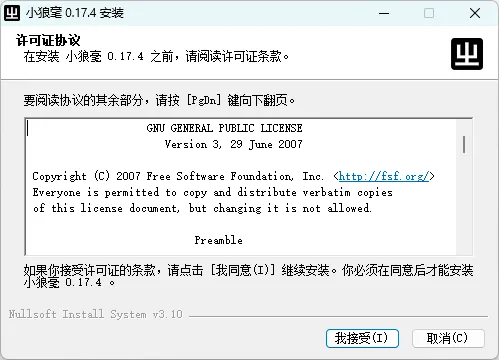 小狼毫 0.17.4 安装
许可证协议
在安装 小狼毫 0.17.4 之前，请阅读许可证条款。
要阅读协议的其余部分，请按 [PgDn] 键向下翻页。
GNU GENERAL PUBLIC LICENSE
Version 3, 29 June 2007
Copyright (C) 2007 Free Software Foundation, Inc. <http://fsf.org/>
Everyone is permitted to copy and distribute verbatim copies
of this license document, but changing it is not allowed.
Preamble
如果你接受许可证的条款，请点击 [我同意(I)] 继续安装。你必须在同意后才能安装
小狼毫 0.17.4 。
Nullsoft Install System v3.10
我接受(I)
取消(C)